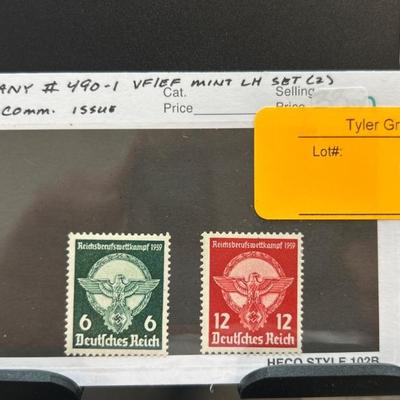 ANY # 490-1 VF/EF MINT LH SET (2)
COMM. ISSUE
Cat.
Price
Selling
Price
Tyler Gr
Lot#:
Reichsberufswettkampf 1939
6 6
Deutsches Reich
Reichsberufswettkampf 1939
12 12
Deutsches Reich
HECO STYLE 102B